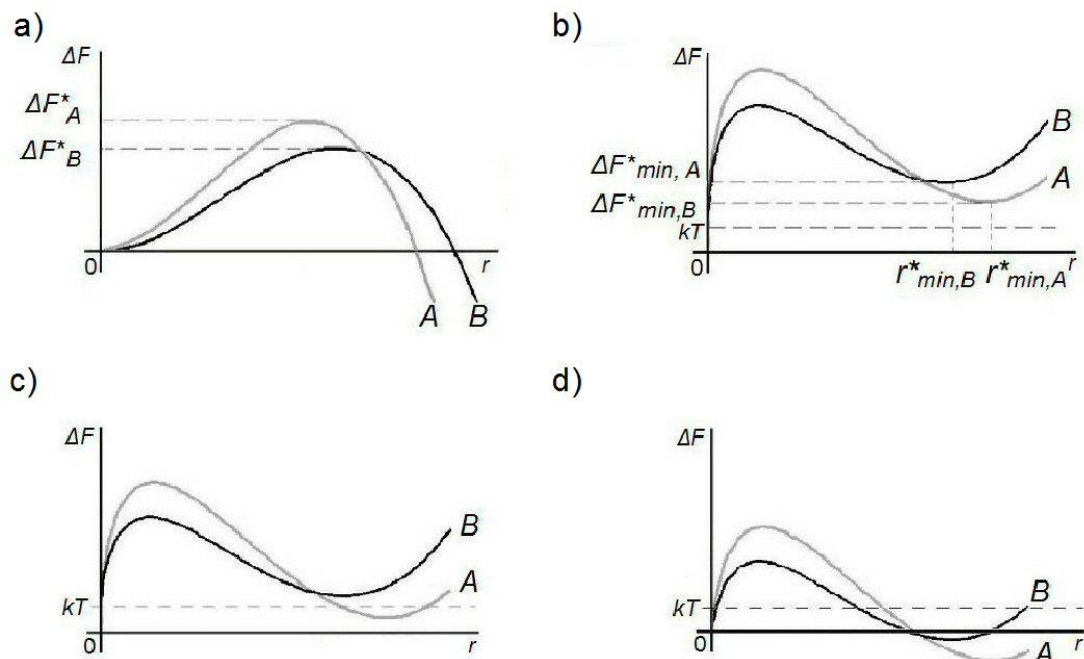 a)
ΔF
ΔF*A
ΔF*B
0
r
A
B
b)
ΔF
B
A
ΔF*min, A
ΔF*min,B
kT
0
r*min,B
r*min,A
r
c)
ΔF
B
A
kT
0
r
d)
ΔF
kT
B
0
A
r